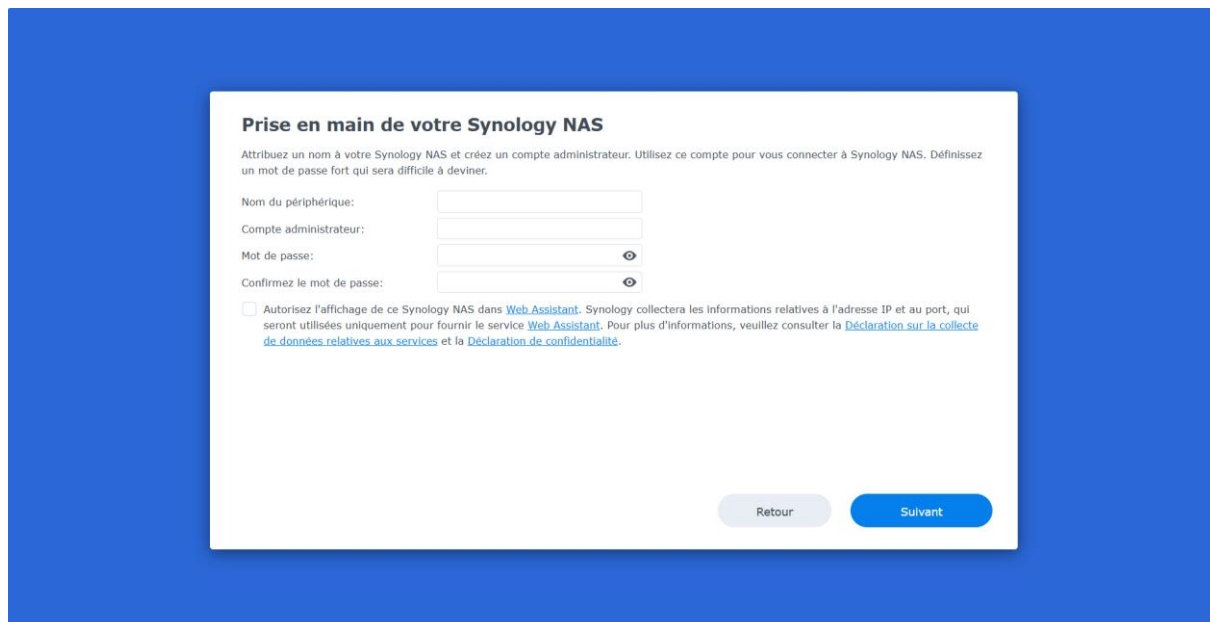 Prise en main de votre Synology NAS
Attribuez un nom à votre Synology NAS et créez un compte administrateur. Utilisez ce compte pour vous connecter à Synology NAS. Définissez
un mot de passe fort qui sera difficile à deviner.
Nom du périphérique:
Compte administrateur:
Mot de passe:
Confirmez le mot de passe:
Autorisez l'affichage de ce Synology NAS dans Web Assistant. Synology collectera les informations relatives à l'adresse IP et au port, qui
seront utilisées uniquement pour fournir le service Web Assistant. Pour plus d'informations, veuillez consulter la Déclaration sur la collecte
de données relatives aux services et la Déclaration de confidentialité.
Retour
Suivant